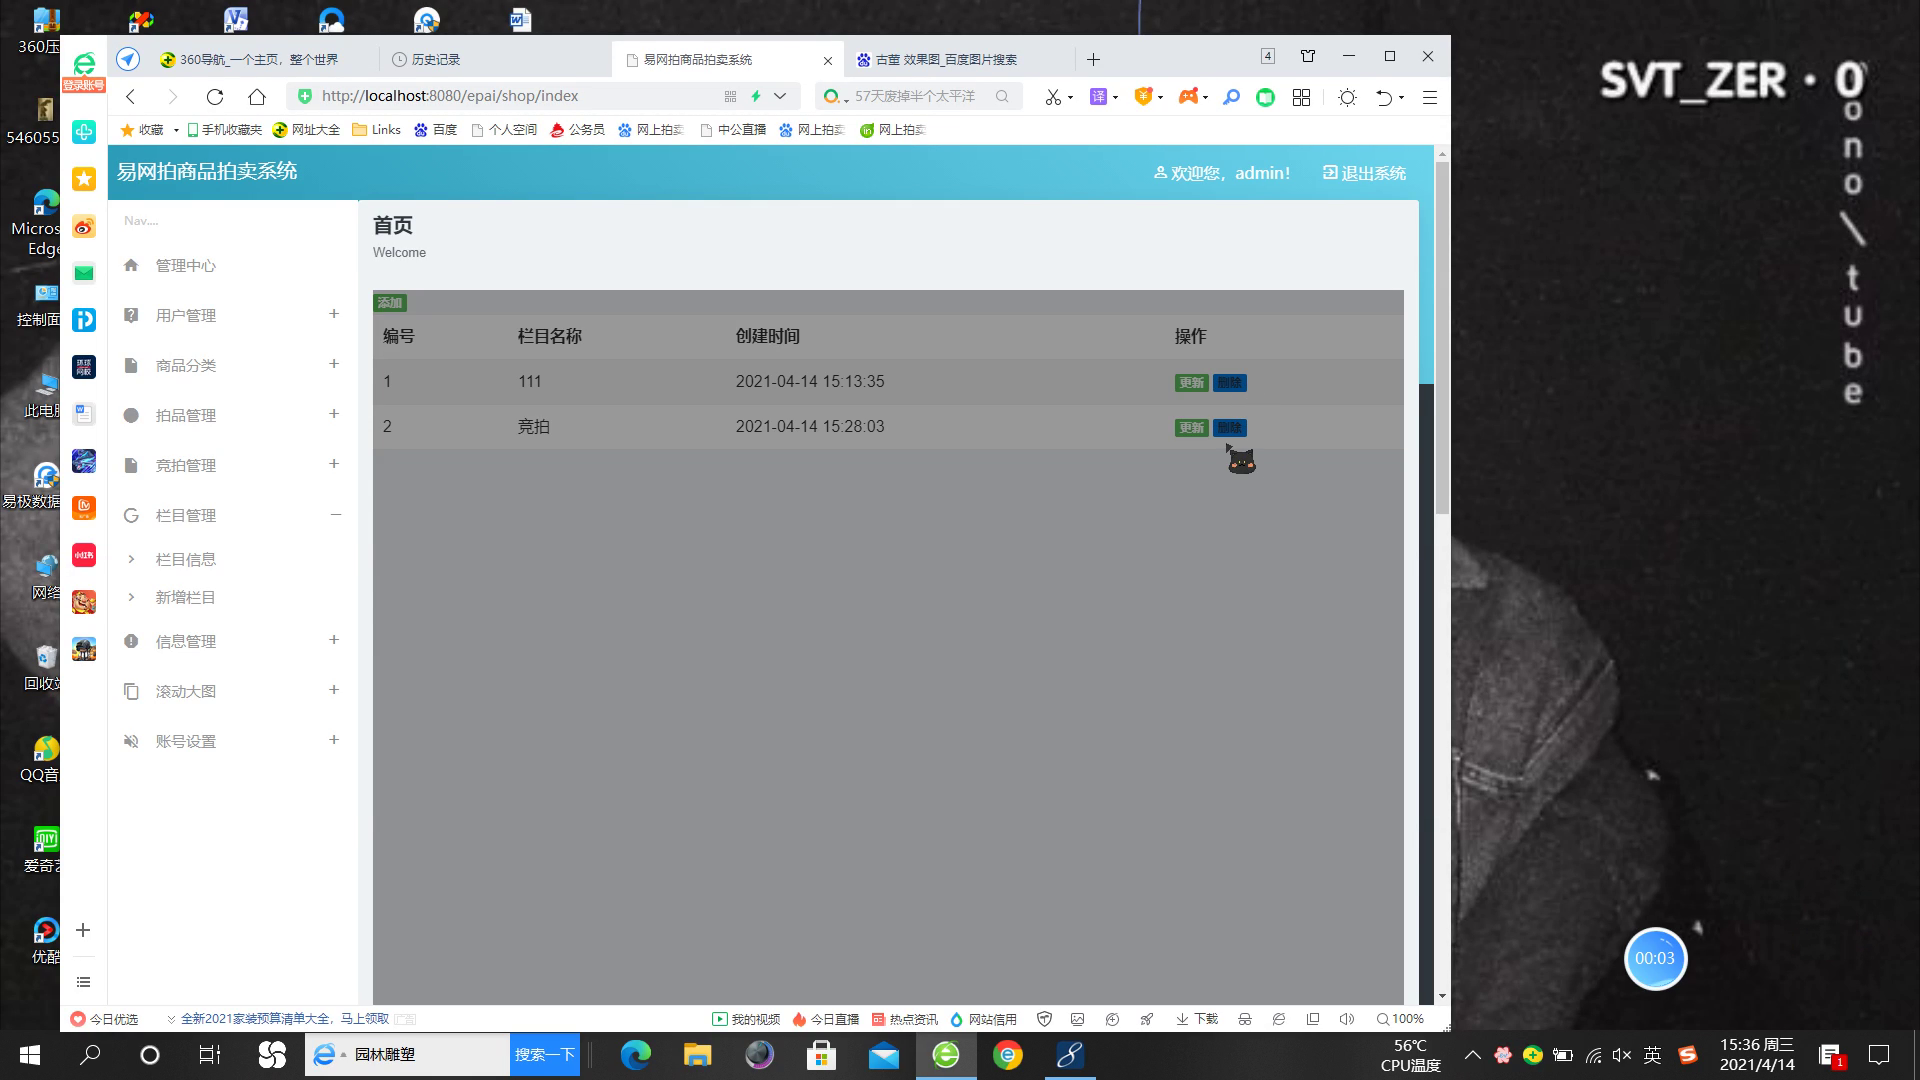 360压
546055
Micros
Edge
控制面
此电脑
易极数据
网络
回收站
QQ音
爱奇艺
优酷
登录账号
360导航_一个主页，整个世界
历史记录
易网拍商品拍卖系统
古董 效果图_百度图片搜索
4
http://localhost:8080/epai/shop/index
57天废掉半个太平洋
译
收藏
手机收藏夹
网址大全
Links
百度
个人空间
公务员
网上拍卖
中公直播
网上拍卖
网上拍卖
易网拍商品拍卖系统
欢迎您，admin!
退出系统
Nav....
管理中心
用户管理 +
商品分类 +
拍品管理 +
竞拍管理 +
栏目管理 −
栏目信息
新增栏目
信息管理 +
滚动大图 +
账号设置 +
首页
Welcome
添加
编号 栏目名称 创建时间 操作
1 111 2021-04-14 15:13:35 更新 删除
2 竞拍 2021-04-14 15:28:03 更新 删除
小红书
今日优选
全新2021家装预算清单大全，马上领取 广告
我的视频
今日直播
热点资讯
网站信用
下载
100%
SVT_ZER · 0
ono\tube
00:03
园林雕塑
搜索一下
56℃
CPU温度
英
15:36 周三
2021/4/14
1